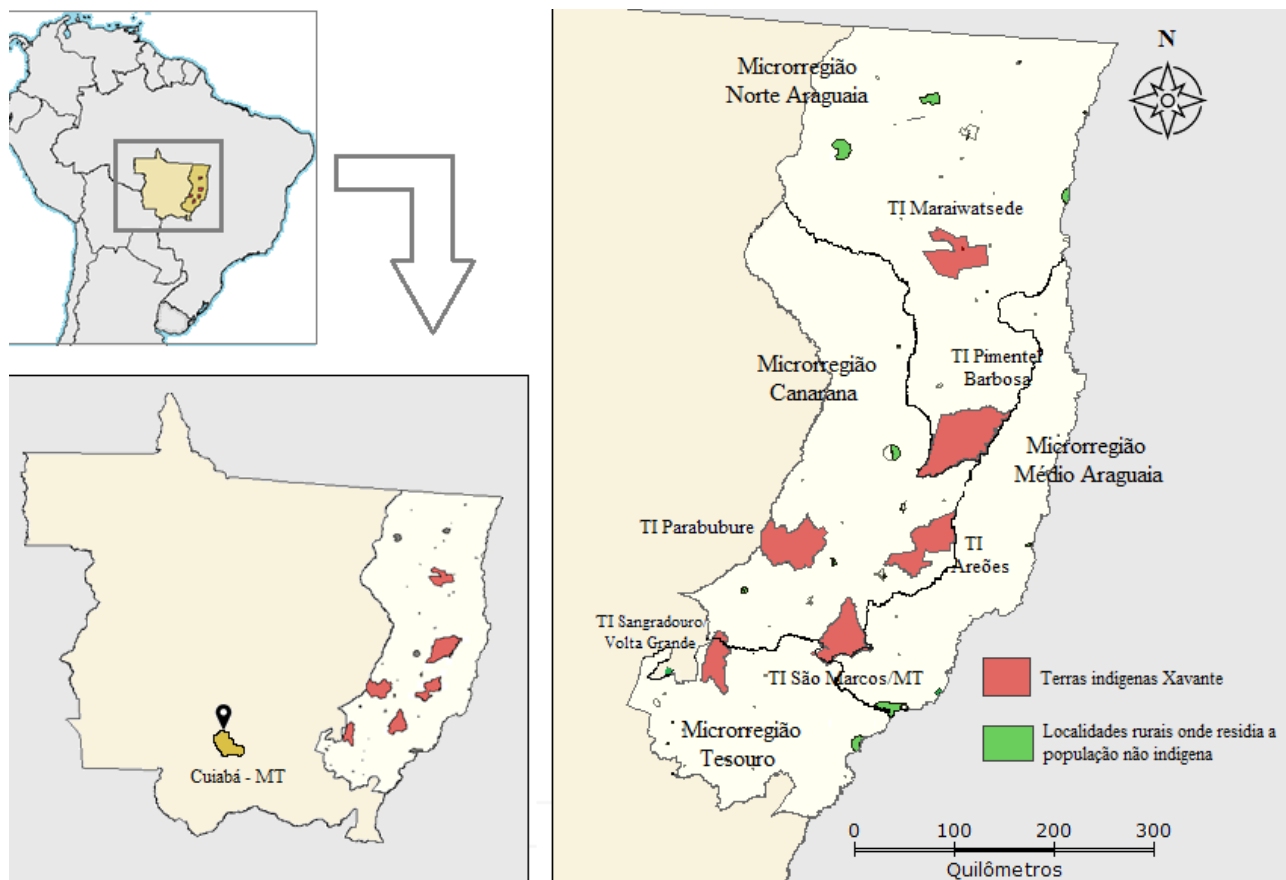 Cuiabá - MT
N
Microrregião
Norte Araguaia
TI Maraiwatsede
TI Pimentel
Barbosa
Microrregião
Canarana
Microrregião
Médio Araguaia
TI Parabubure
TI
Areões
TI Sangradouro/
Volta Grande
TI São Marcos/MT
Microrregião
Tesouro
Terras indígenas Xavante
Localidades rurais onde residia a
população não indígena
0 100 200 300
Quilômetros